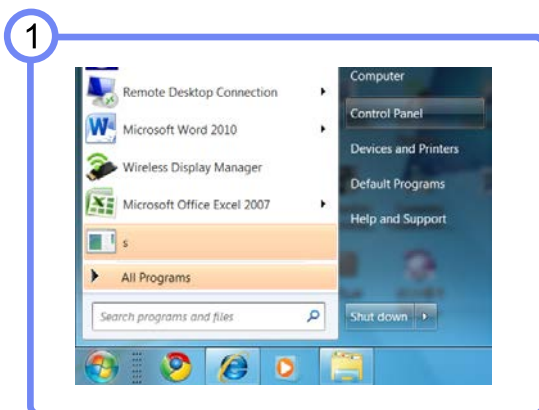 1
Remote Desktop Connection
Microsoft Word 2010
Wireless Display Manager
Microsoft Office Excel 2007
s
All Programs
Search programs and files
Computer
Control Panel
Devices and Printers
Default Programs
Help and Support
Shut down